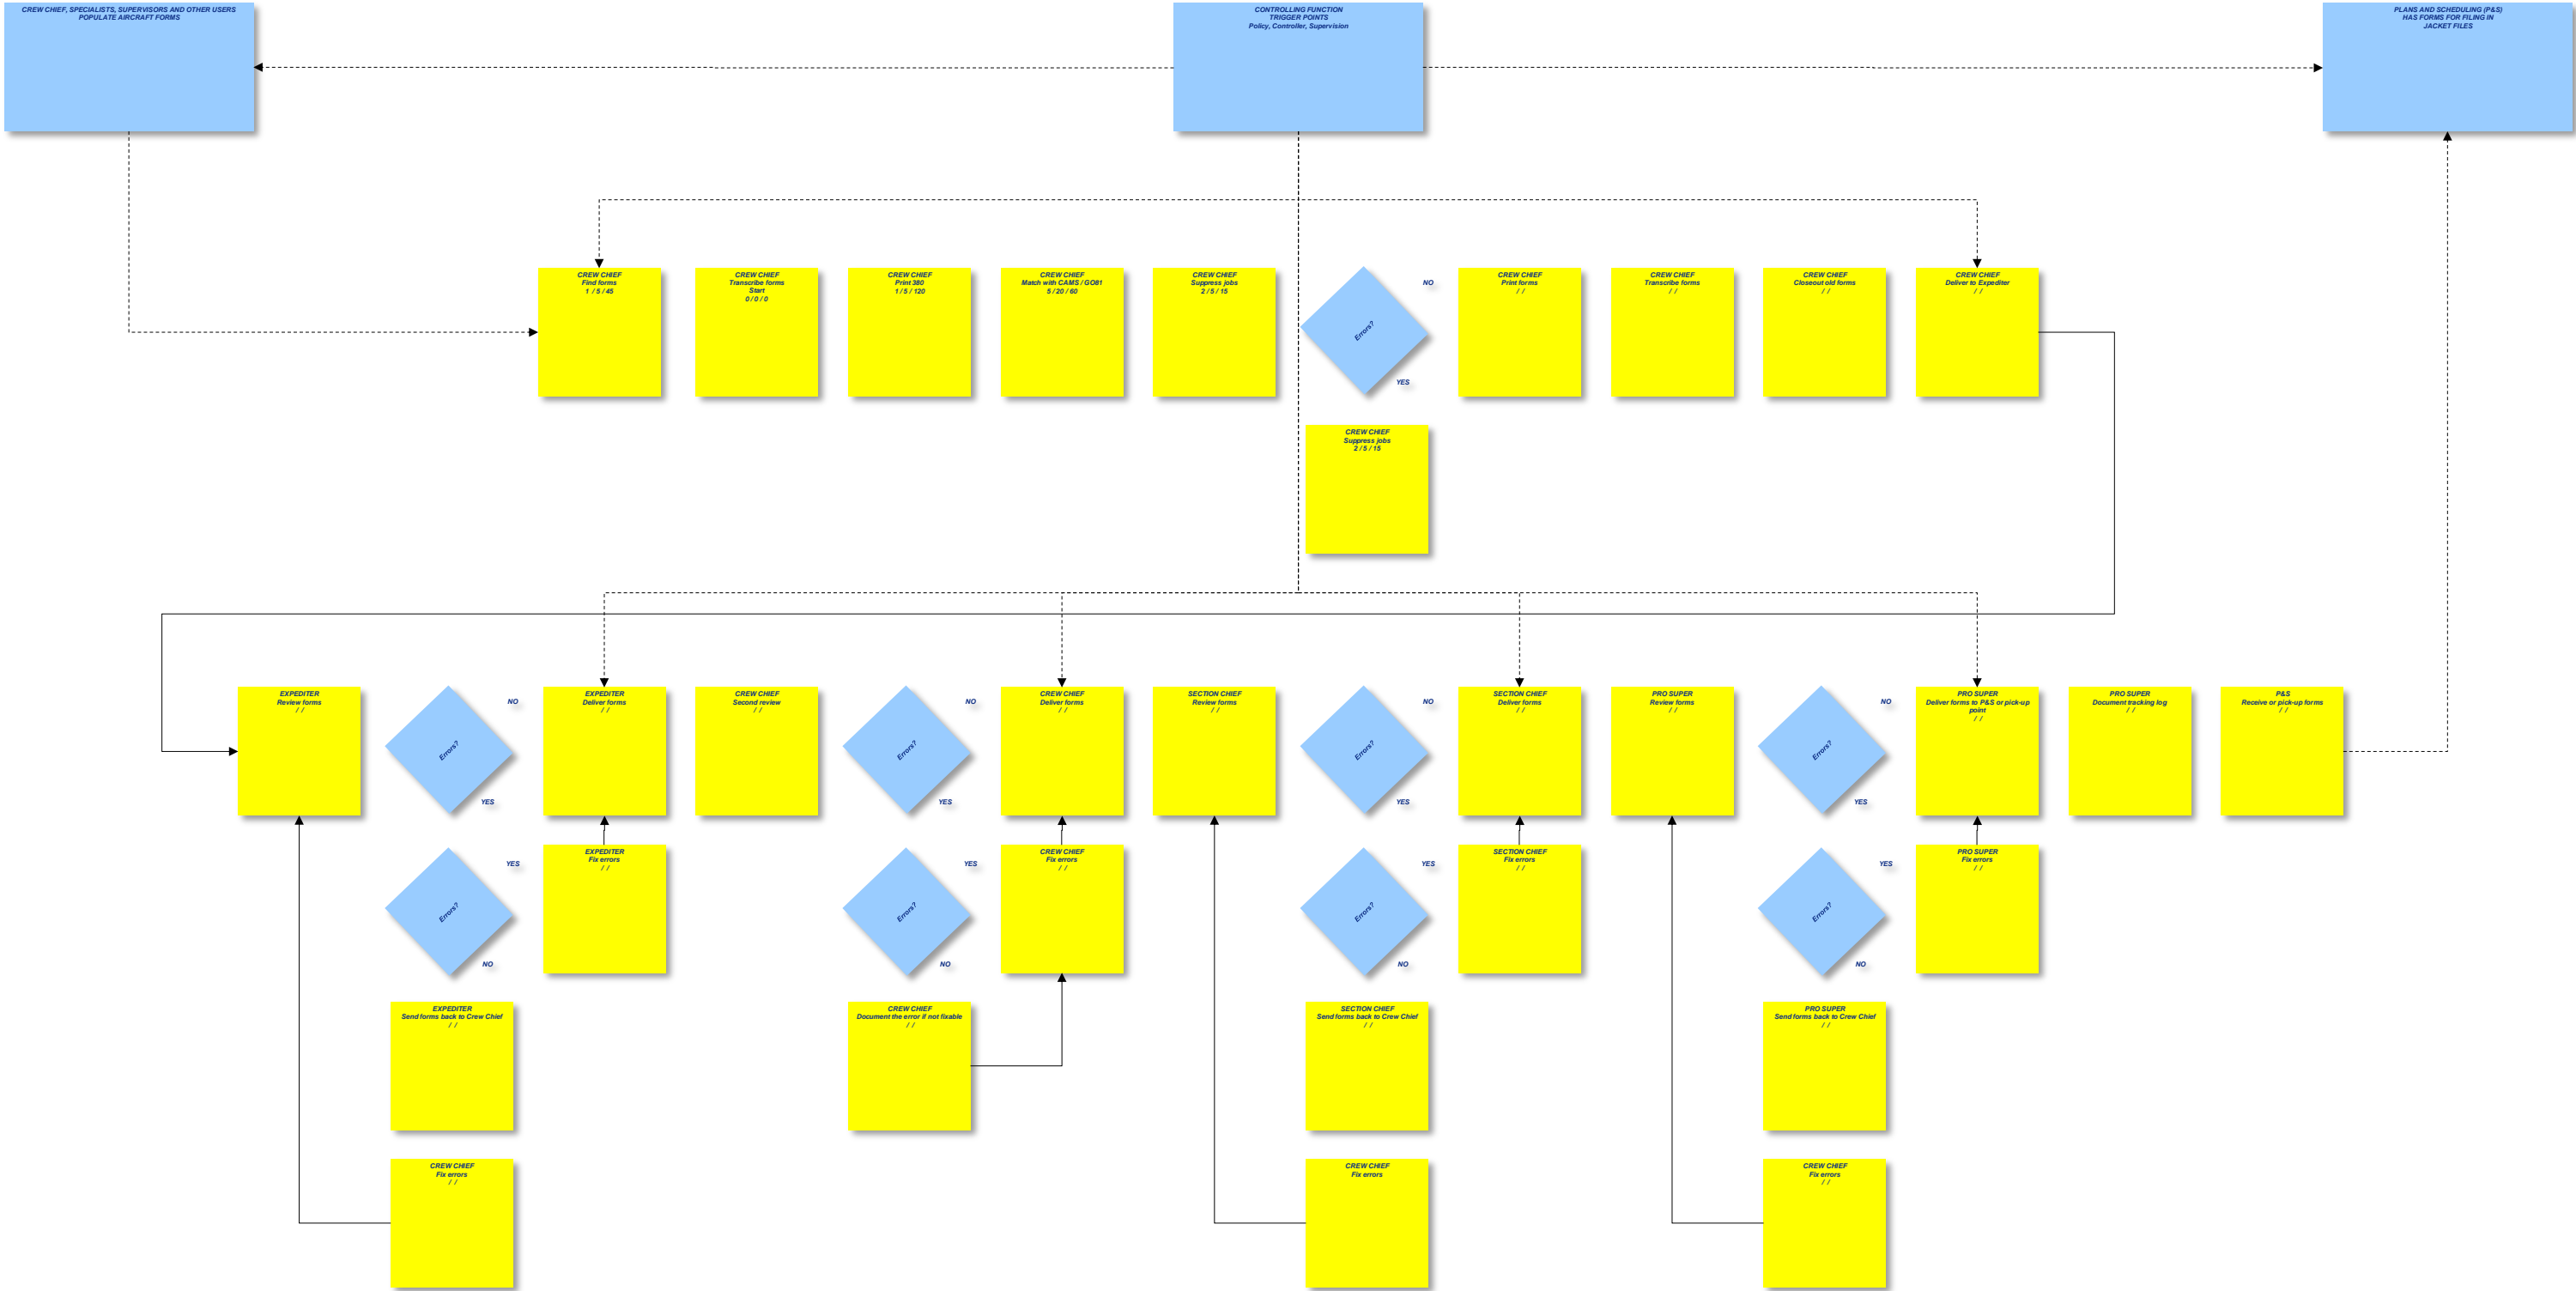 CREW CHIEF, SPECIALISTS, SUPERVISORS AND OTHER USERS
POPULATE AIRCRAFT FORMS
CONTROLLING FUNCTION
TRIGGER POINTS
Policy, Controller, Supervision
PLANS AND SCHEDULING (P&S)
HAS FORMS FOR FILING IN
JACKET FILES
CREW CHIEF
Find forms
1 / 5 / 45
CREW CHIEF
Transcribe forms
Start
0 / 0 / 0
CREW CHIEF
Print 380
1 / 5 / 120
CREW CHIEF
Match with CAMS / GO81
5 / 20 / 60
CREW CHIEF
Suppress jobs
2 / 5 / 15
Errors?
NO
YES
CREW CHIEF
Print forms
/ /
CREW CHIEF
Transcribe forms
/ /
CREW CHIEF
Closeout old forms
/ /
CREW CHIEF
Deliver to Expediter
/ /
CREW CHIEF
Suppress jobs
2 / 5 / 15
EXPEDITER
Review forms
/ /
Errors?
NO
YES
EXPEDITER
Deliver forms
/ /
CREW CHIEF
Second review
/ /
Errors?
NO
YES
CREW CHIEF
Deliver forms
/ /
SECTION CHIEF
Review forms
/ /
Errors?
NO
YES
SECTION CHIEF
Deliver forms
/ /
PRO SUPER
Review forms
/ /
Errors?
NO
YES
PRO SUPER
Deliver forms to P&S or pick-up
point
/ /
PRO SUPER
Document tracking log
/ /
P&S
Receive or pick-up forms
/ /
Errors?
YES
NO
EXPEDITER
Fix errors
/ /
Errors?
YES
NO
CREW CHIEF
Fix errors
/ /
Errors?
YES
NO
SECTION CHIEF
Fix errors
/ /
Errors?
YES
NO
PRO SUPER
Fix errors
/ /
EXPEDITER
Send forms back to Crew Chief
/ /
CREW CHIEF
Document the error if not fixable
/ /
SECTION CHIEF
Send forms back to Crew Chief
/ /
PRO SUPER
Send forms back to Crew Chief
/ /
CREW CHIEF
Fix errors
/ /
CREW CHIEF
Fix errors
CREW CHIEF
Fix errors
/ /